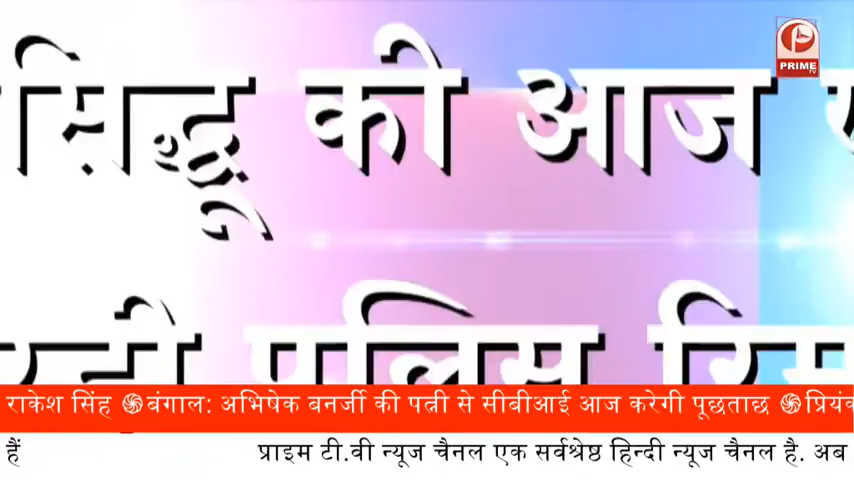 PRIME
TV
सिद्धू की आज
पुलिस
राकेश सिंह बंगाल: अभिषेक बनर्जी की पत्नी से सीबीआई आज करेगी पूछताछ
हैं प्राइम टी.वी न्यूज चैनल एक सर्वश्रेष्ठ हिन्दी न्यूज चैनल है. अब